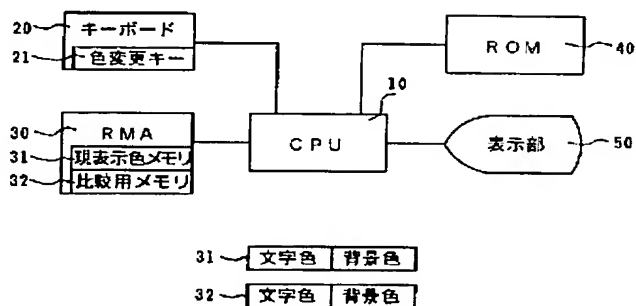 20 キーボード
21 色変更キー
ROM 40
10
30 RMA
CPU
31 現表示色メモリ
32 比較用メモリ
表示部 50
31 文字色 背景色
32 文字色 背景色